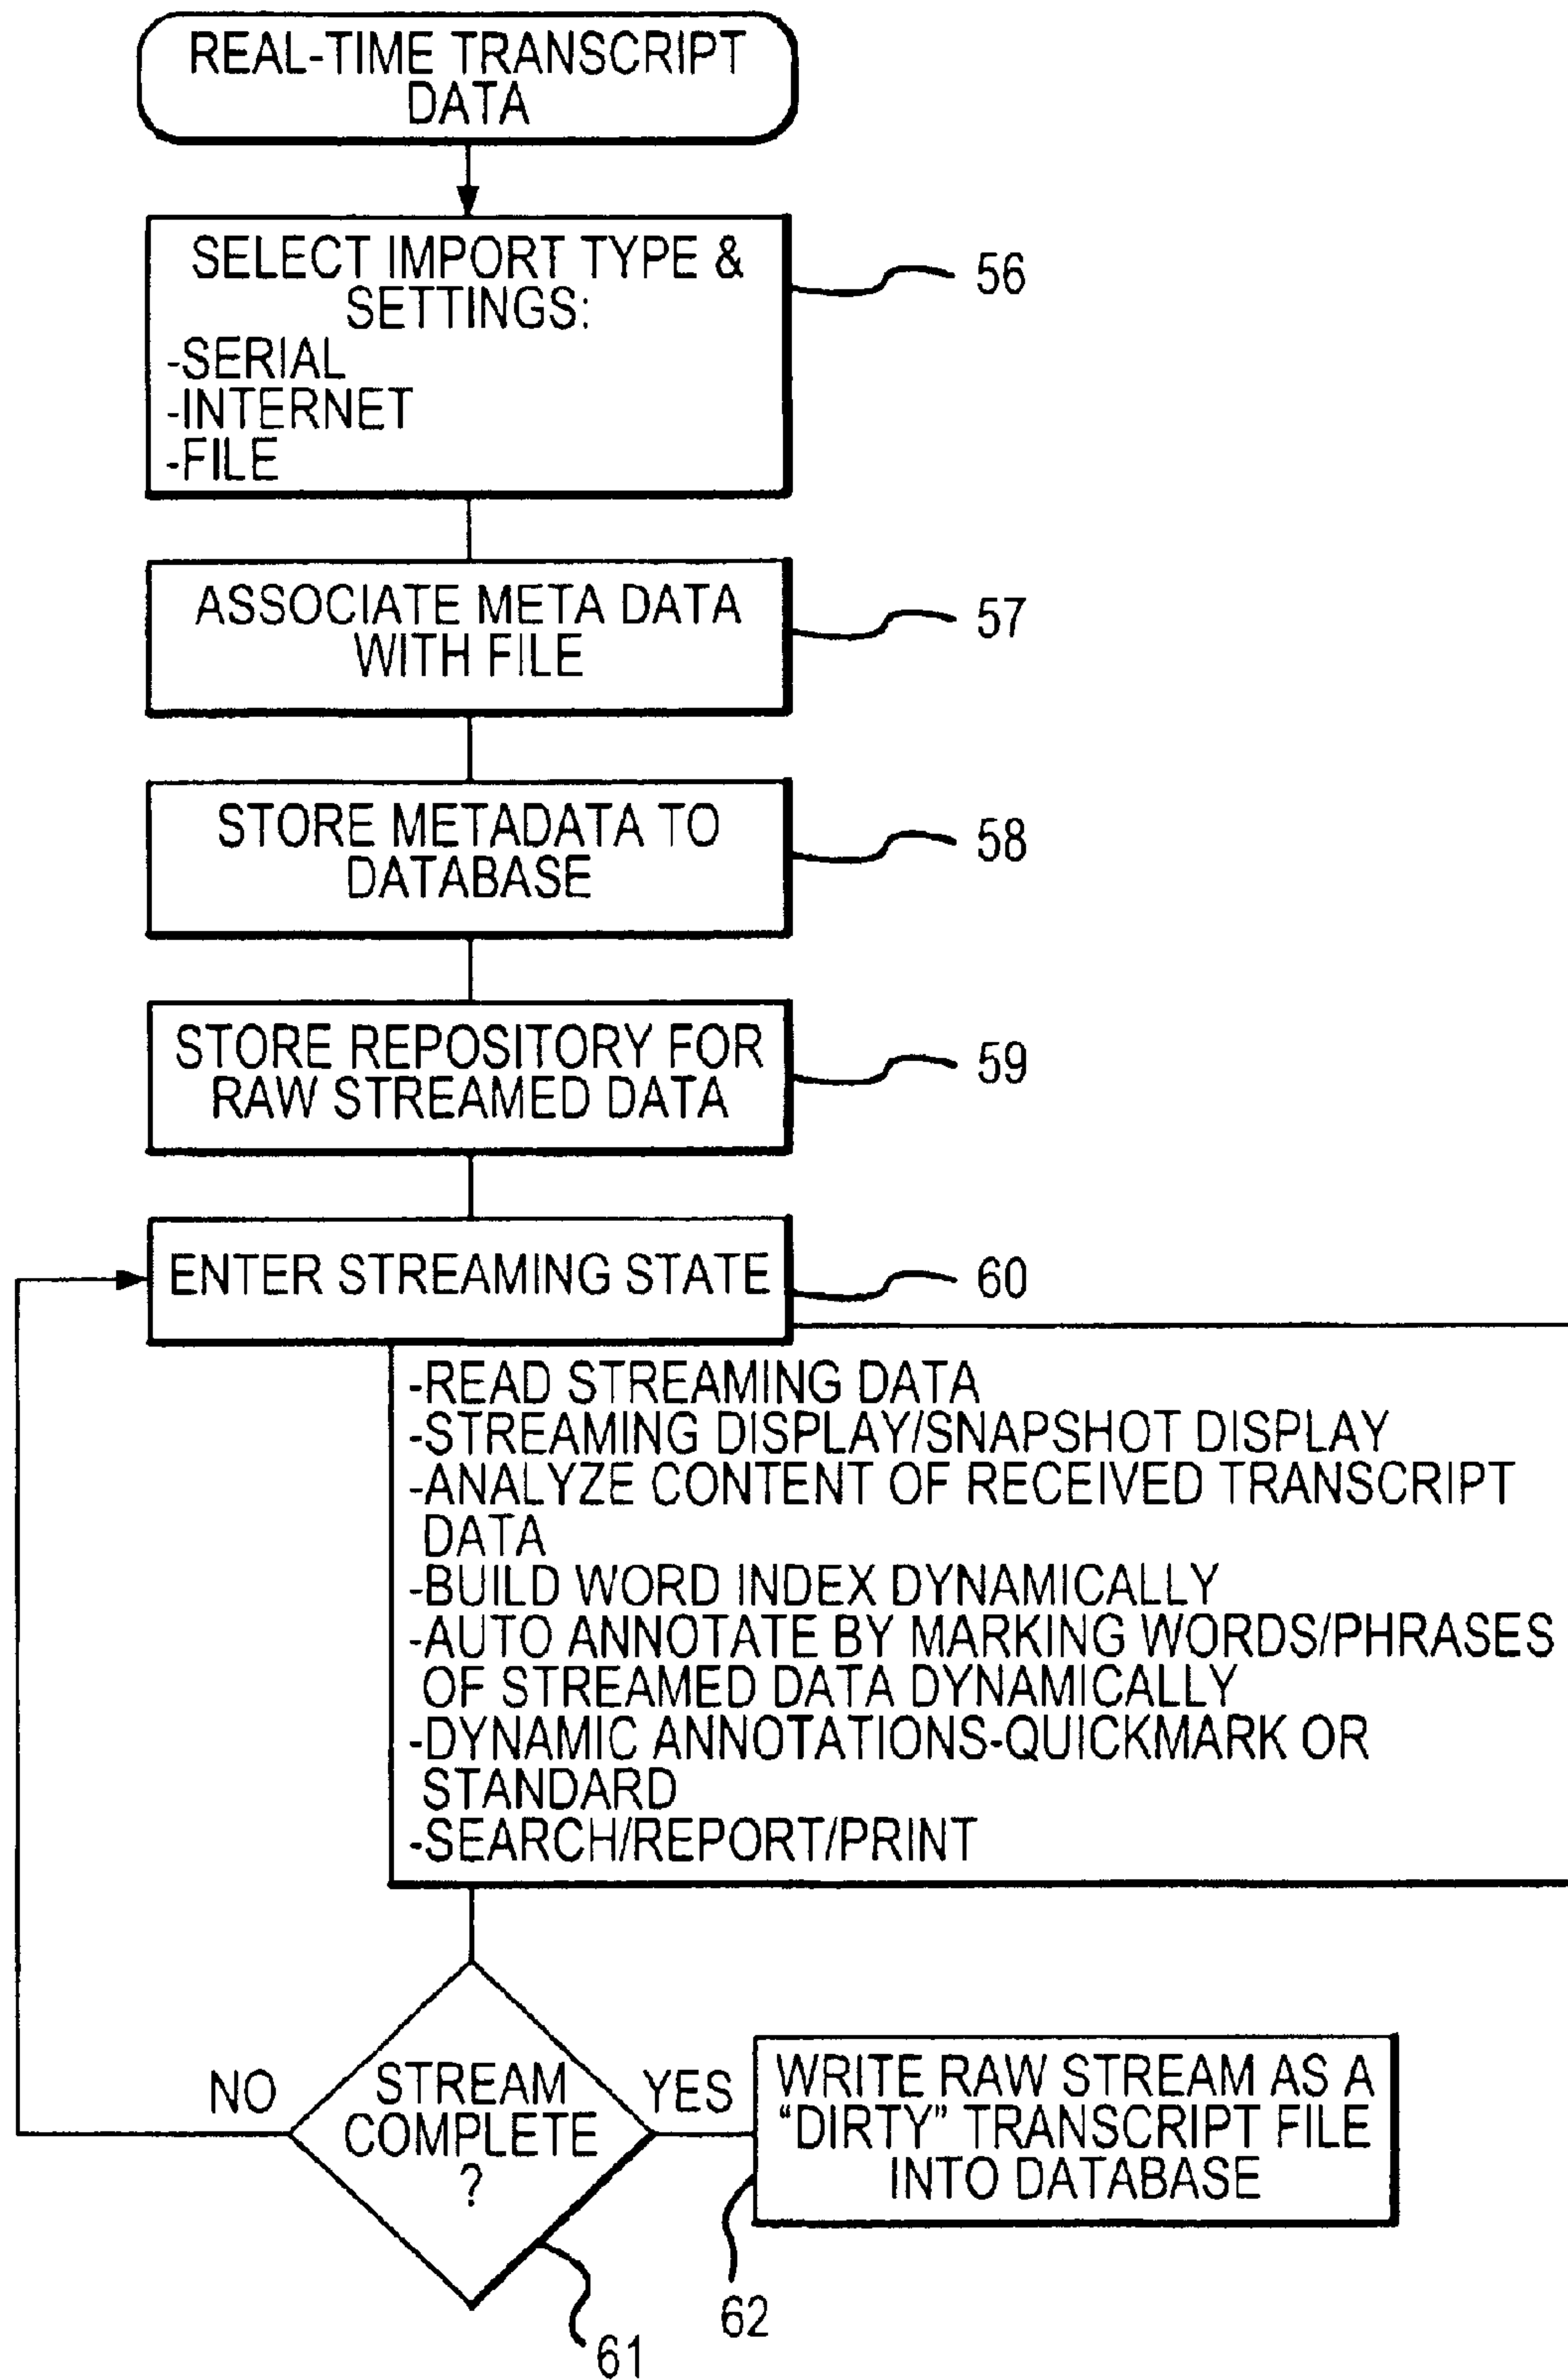 REAL-TIME TRANSCRIPT
DATA
SELECT IMPORT TYPE &
SETTINGS:
-SERIAL
-INTERNET
-FILE
56
ASSOCIATE META DATA
WITH FILE
57
STORE METADATA TO
DATABASE
58
STORE REPOSITORY FOR
RAW STREAMED DATA
59
ENTER STREAMING STATE
60
-READ STREAMING DATA
-STREAMING DISPLAY/SNAPSHOT DISPLAY
-ANALYZE CONTENT OF RECEIVED TRANSCRIPT
DATA
-BUILD WORD INDEX DYNAMICALLY
-AUTO ANNOTATE BY MARKING WORDS/PHRASES
OF STREAMED DATA DYNAMICALLY
-DYNAMIC ANNOTATIONS-QUICKMARK OR
STANDARD
-SEARCH/REPORT/PRINT
NO
STREAM
COMPLETE
?
YES
61
WRITE RAW STREAM AS A
“DIRTY” TRANSCRIPT FILE
INTO DATABASE
62